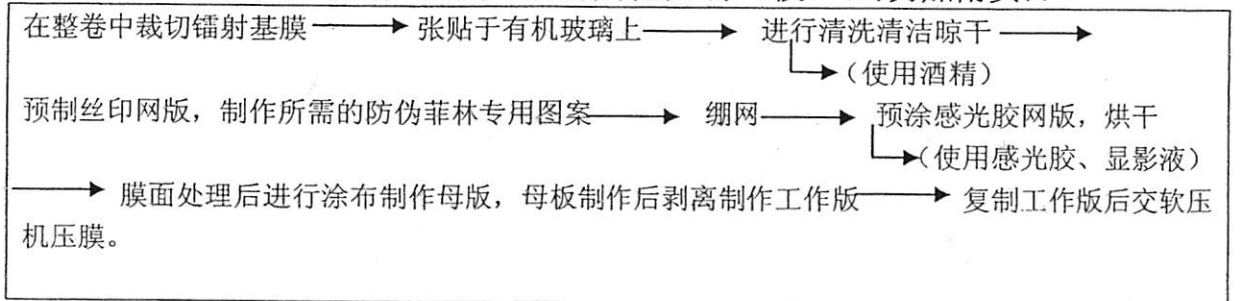 在整卷中裁切镭射基膜 张贴于有机玻璃上 进行清洗清洁晾干
（使用酒精）
预制丝印网版，制作所需的防伪菲林专用图案 绷网 预涂感光胶网版，烘干
（使用感光胶、显影液）
膜面处理后进行涂布制作母版，母板制作后剥离制作工作版 复制工作版后交软压
机压膜。